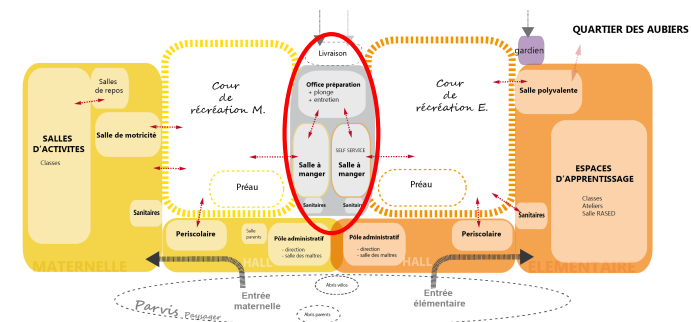 QUARTIER DES AUBIERS
Livraison
gardien
Salles
de repos
Cour
de
récréation M.
Office préparation
+ plonge
+ entretien
Cour
de
récréation E.
Salle polyvalente
SALLES
D'ACTIVITES
Classes
Salle de motricité
SELF SERVICE
Salle à
manger
Salle à
manger
ESPACES
D'APPRENTISSAGE
Classes
Ateliers
Salle RASED
Préau
Préau
Sanitaires
Sanitaires
Sanitaires
Sanitaires
Periscolaire
Salle
parents
Pôle administratif
- direction
- salle des maîtres
Pôle administratif
- direction
- salle des maîtres
Periscolaire
MATERNELLE
HALL
HALL
ELEMENTAIRE
Entrée
maternelle
Abris vélos
Entrée
élémentaire
Parvis Paysager
Abris parents